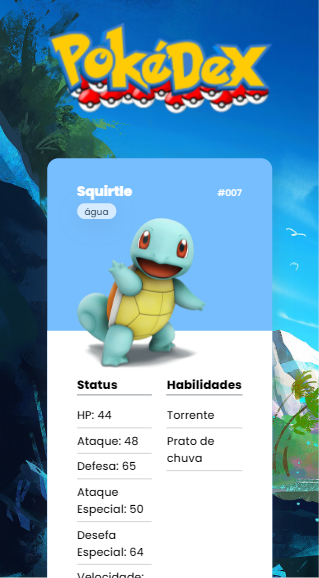 PokéDex
Squirtle
#007
água
Status
Habilidades
HP: 44
Ataque: 48
Defesa: 65
Ataque
Especial: 50
Desefa
Especial: 64
Velocidade:
Torrente
Prato de
chuva